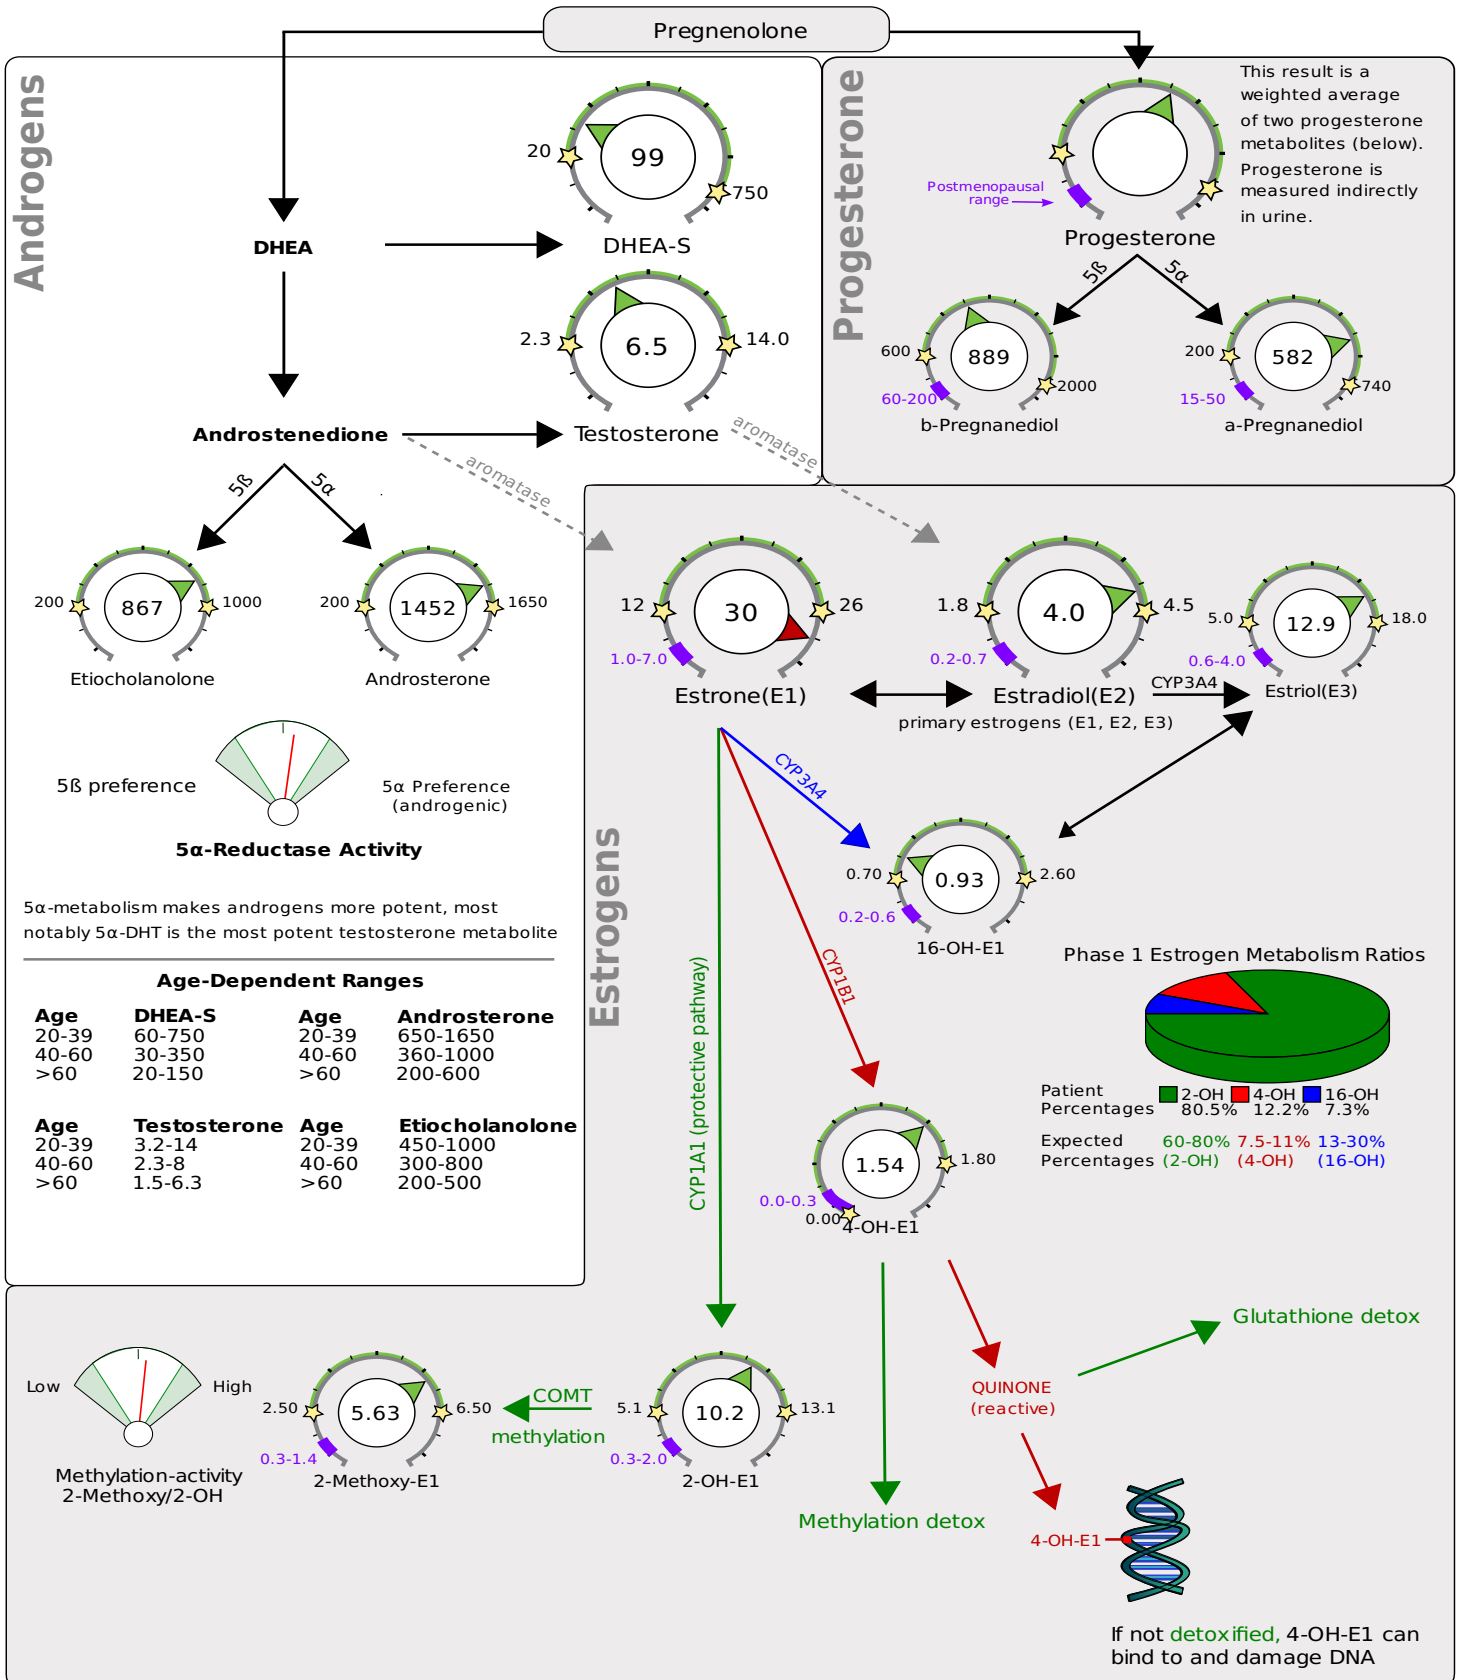 Pregnenolone
Androgens
20
99
750
DHEA-S
DHEA
2.3
6.5
14.0
Testosterone
Androstenedione
aromatase
aromatase
5ß
5α
200
867
1000
Etiocholanolone
200
1452
1650
Androsterone
5ß preference
5α Preference
(androgenic)
5α-Reductase Activity
5α-metabolism makes androgens more potent, most
notably 5α-DHT is the most potent testosterone metabolite
Age-Dependent Ranges
Age DHEA-S Age Androsterone
20-39 60-750 20-39 650-1650
40-60 30-350 40-60 360-1000
>60 20-150 >60 200-600
Age Testosterone Age Etiocholanolone
20-39 3.2-14 20-39 450-1000
40-60 2.3-8 40-60 300-800
>60 1.5-6.3 >60 200-500
Progesterone
This result is a
weighted average
of two progesterone
metabolites (below).
Progesterone is
measured indirectly
in urine.
Postmenopausal
range
Progesterone
5ß
5α
600
889
2000
60-200
b-Pregnanediol
200
582
740
15-50
a-Pregnanediol
Estrogens
12
30
26
1.0-7.0
Estrone(E1)
1.8
4.0
4.5
0.2-0.7
Estradiol(E2)
5.0
12.9
18.0
0.6-4.0
Estriol(E3)
CYP3A4
primary estrogens (E1, E2, E3)
CYP3A4
0.70
0.93
2.60
0.2-0.6
16-OH-E1
CYP1B1
CYP1A1 (protective pathway)
Phase 1 Estrogen Metabolism Ratios
Patient
Percentages
2-OH 4-OH 16-OH
80.5% 12.2% 7.3%
Expected
Percentages
60-80% 7.5-11% 13-30%
(2-OH) (4-OH) (16-OH)
1.54
1.80
0.0-0.3
0.00
4-OH-E1
Glutathione detox
QUINONE
(reactive)
Methylation detox
4-OH-E1
If not detoxified, 4-OH-E1 can
bind to and damage DNA
Low
High
Methylation-activity
2-Methoxy/2-OH
2.50
5.63
6.50
0.3-1.4
2-Methoxy-E1
COMT
methylation
5.1
10.2
13.1
0.3-2.0
2-OH-E1